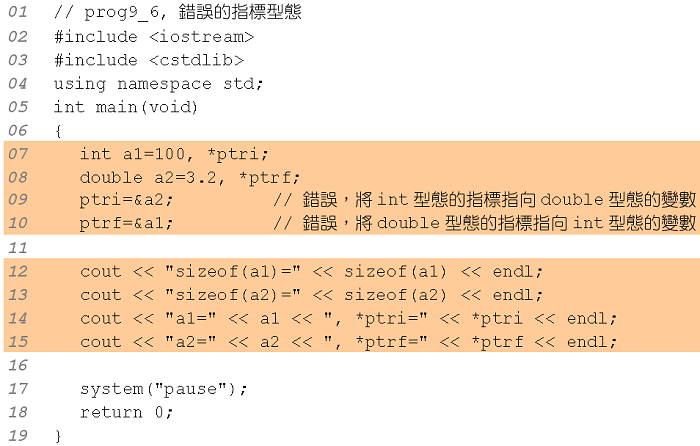 01 // prog9_6, 錯誤的指標型態
02 #include <iostream>
03 #include <cstdlib>
04 using namespace std;
05 int main(void)
06 {
07 int a1=100, *ptri;
08 double a2=3.2, *ptrf;
09 ptri=&a2; // 錯誤，將 int 型態的指標指向 double 型態的變數
10 ptrf=&a1; // 錯誤，將 double 型態的指標指向 int 型態的變數
11
12 cout << "sizeof(a1)=" << sizeof(a1) << endl;
13 cout << "sizeof(a2)=" << sizeof(a2) << endl;
14 cout << "a1=" << a1 << ", *ptri=" << *ptri << endl;
15 cout << "a2=" << a2 << ", *ptrf=" << *ptrf << endl;
16
17 system("pause");
18 return 0;
19 }